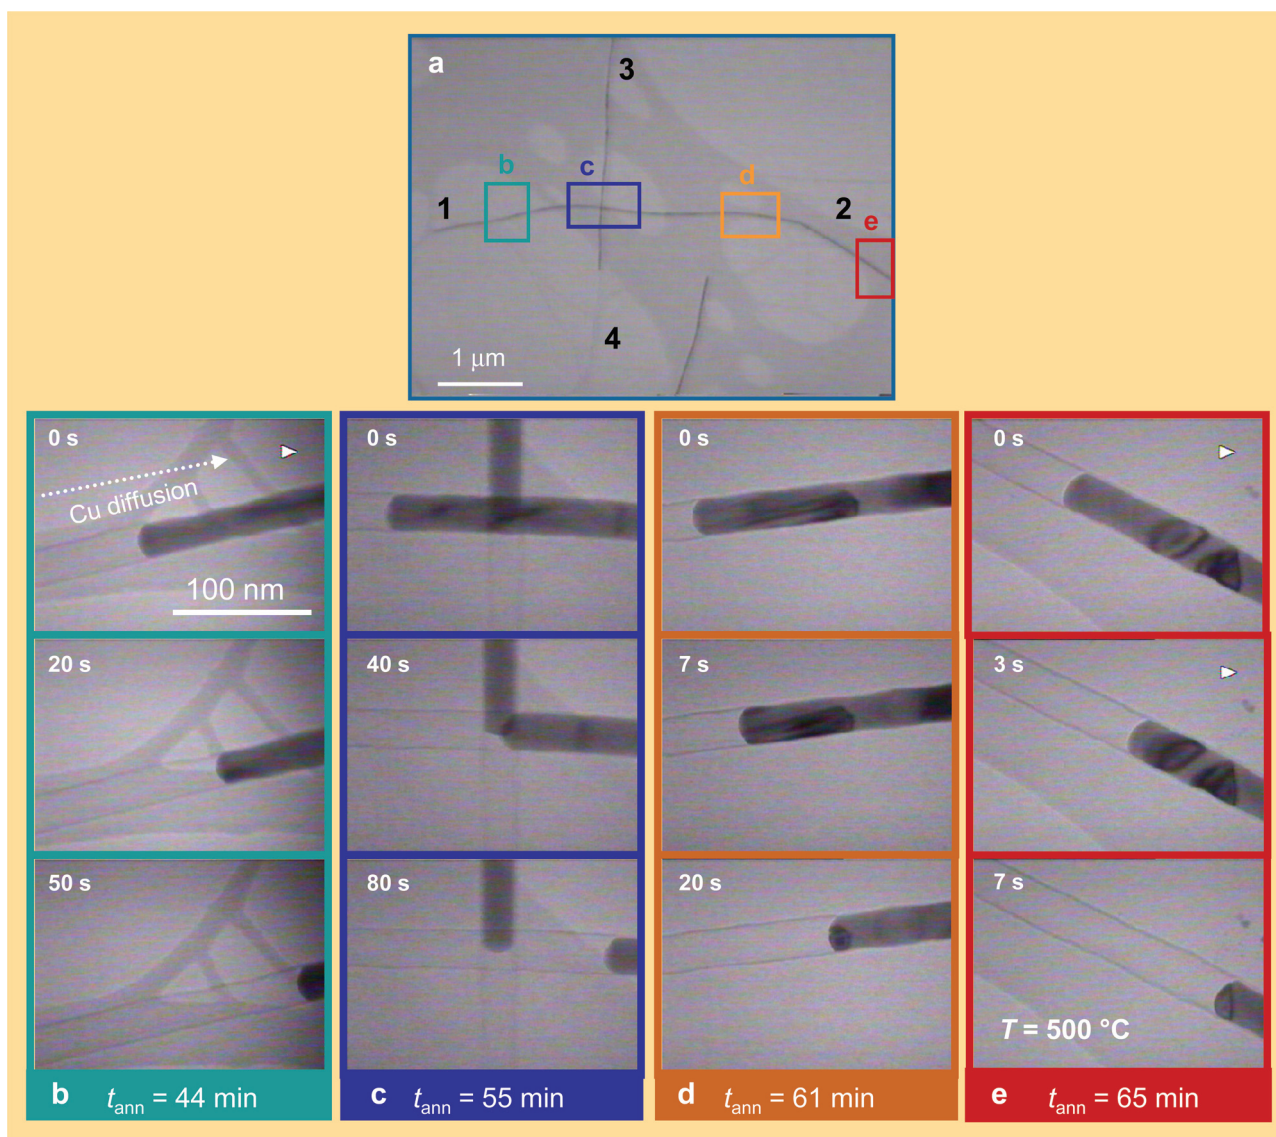 a
3
b
c
d
1
2
e
4
1 μm
0 s
Cu diffusion
100 nm
20 s
50 s
b tann = 44 min
0 s
40 s
80 s
c tann = 55 min
0 s
7 s
20 s
d tann = 61 min
0 s
3 s
7 s
T = 500 °C
e tann = 65 min